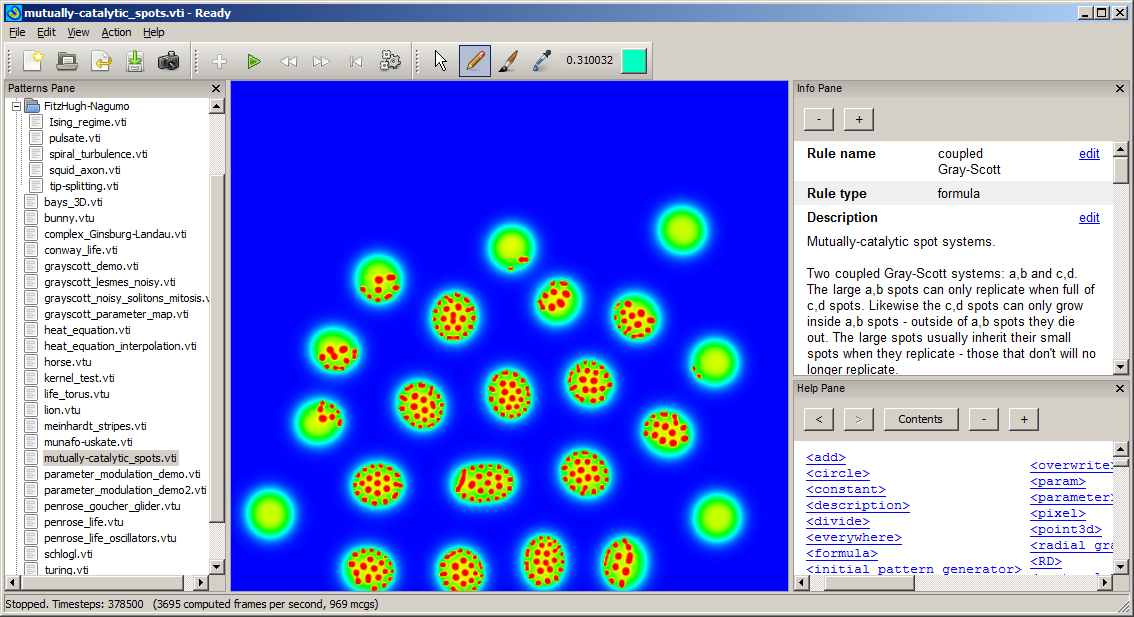 mutually-catalytic_spots.vti - Ready
File Edit View Action Help
0.310032
Patterns Pane
FitzHugh-Nagumo
Ising_regime.vti
pulsate.vti
spiral_turbulence.vti
squid_axon.vti
tip-splitting.vti
bays_3D.vti
bunny.vtu
complex_Ginsburg-Landau.vti
conway_life.vti
grayscott_demo.vti
grayscott_lesmes_noisy.vti
grayscott_noisy_solitons_mitosis.v
grayscott_parameter_map.vti
heat_equation.vti
heat_equation_interpolation.vti
horse.vtu
kernel_test.vti
life_torus.vtu
lion.vtu
meinhardt_stripes.vti
munafo-uskate.vti
mutually-catalytic_spots.vti
parameter_modulation_demo.vti
parameter_modulation_demo2.vti
penrose_goucher_glider.vtu
penrose_life.vtu
penrose_life_oscillators.vtu
schlogl.vti
turing.vti
Info Pane
- +
Rule name coupled edit
Gray-Scott
Rule type formula
Description edit
Mutually-catalytic spot systems.
Two coupled Gray-Scott systems: a,b and c,d.
The large a,b spots can only replicate when full of
c,d spots. Likewise the c,d spots can only grow
inside a,b spots - outside of a,b spots they die
out. The large spots usually inherit their small
spots when they replicate - those that don't will no
longer replicate.
Help Pane
< > Contents - +
<add>
<circle>
<constant>
<description>
<divide>
<everywhere>
<formula>
<initial pattern generator>
<overwrite>
<param>
<parameter>
<pixel>
<point3d>
<radial gra
<RD>
Stopped. Timesteps: 378500 (3695 computed frames per second, 969 mcgs)